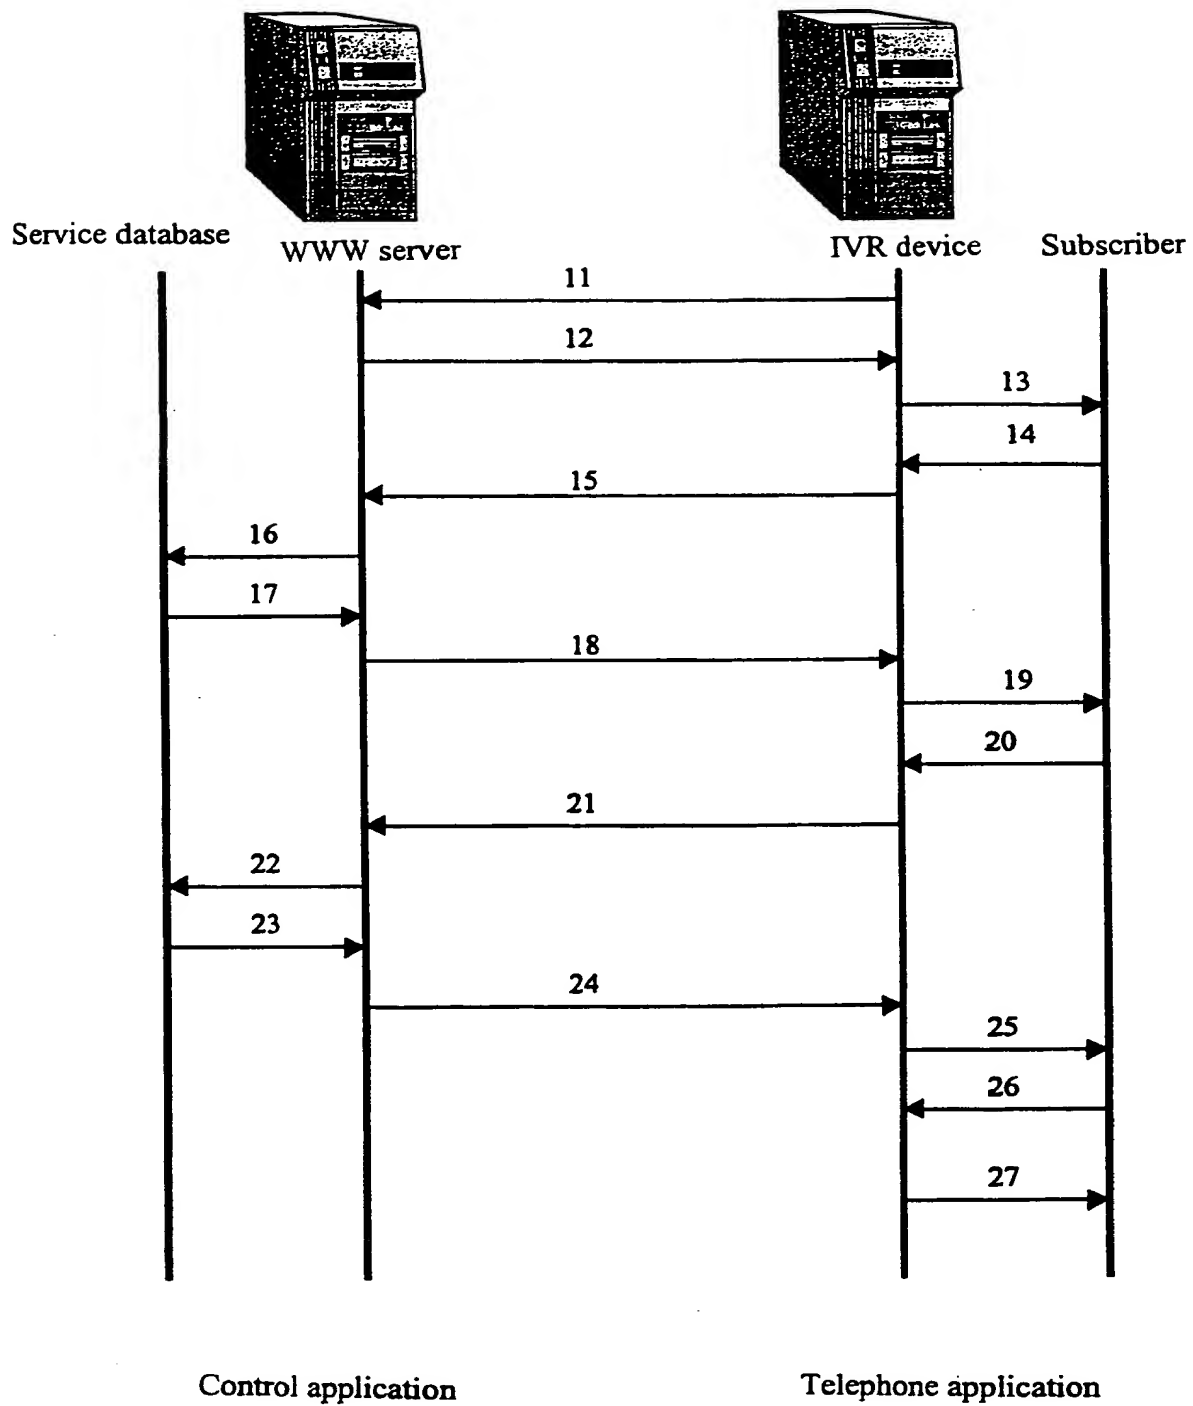 Service database
WWW server
IVR device
Subscriber
11
12
13
14
15
16
17
18
19
20
21
22
23
24
25
26
27
Control application
Telephone application